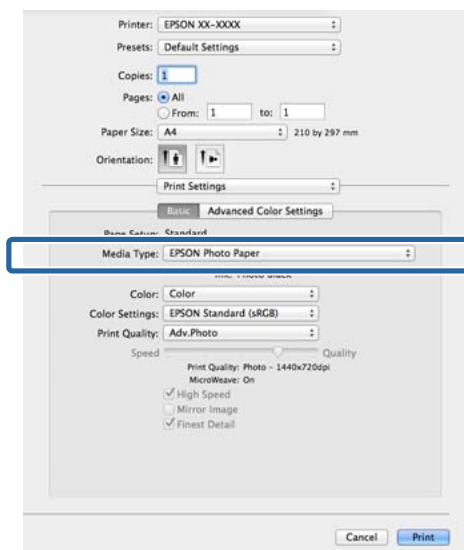 Printer: EPSON XX-XXXX
Presets: Default Settings
Copies: 1
Pages: All
From: 1 to: 1
Paper Size: A4 210 by 297 mm
Orientation:
Print Settings
Basic Advanced Color Settings
Page Setup: Standard
Media Type: EPSON Photo Paper
Ink: Photo Black
Color: Color
Color Settings: EPSON Standard (sRGB)
Print Quality: Adv.Photo
Speed Quality
Print Quality: Photo - 1440x720dpi
MicroWeave: On
High Speed
Mirror Image
Finest Detail
Cancel Print